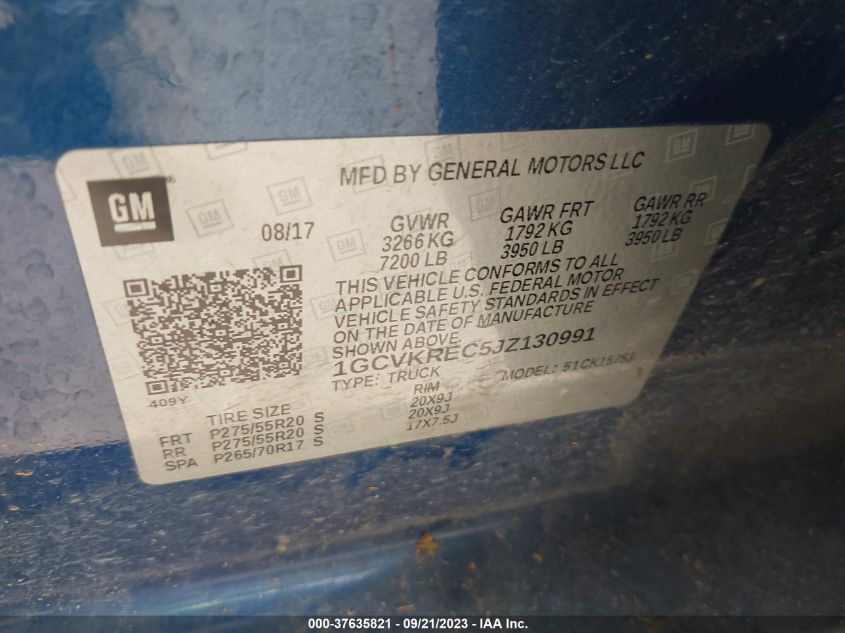 GM
MFD BY GENERAL MOTORS LLC
08/17
GVWR GAWR FRT GAWR RR
3266 KG 1792 KG 1792 KG
7200 LB 3950 LB 3950 LB
THIS VEHICLE CONFORMS TO ALL
APPLICABLE U.S. FEDERAL MOTOR
VEHICLE SAFETY STANDARDS IN EFFECT
ON THE DATE OF MANUFACTURE
SHOWN ABOVE.
1GCVKREC5JZ130991
TYPE: TRUCK MODEL: 51CK15753
409Y
TIRE SIZE RIM
FRT P275/55R20 S 20X9J
RR P275/55R20 S 20X9J
SPA P265/70R17 S 17X7.5J
000-37635821 - 09/21/2023 - IAA Inc.